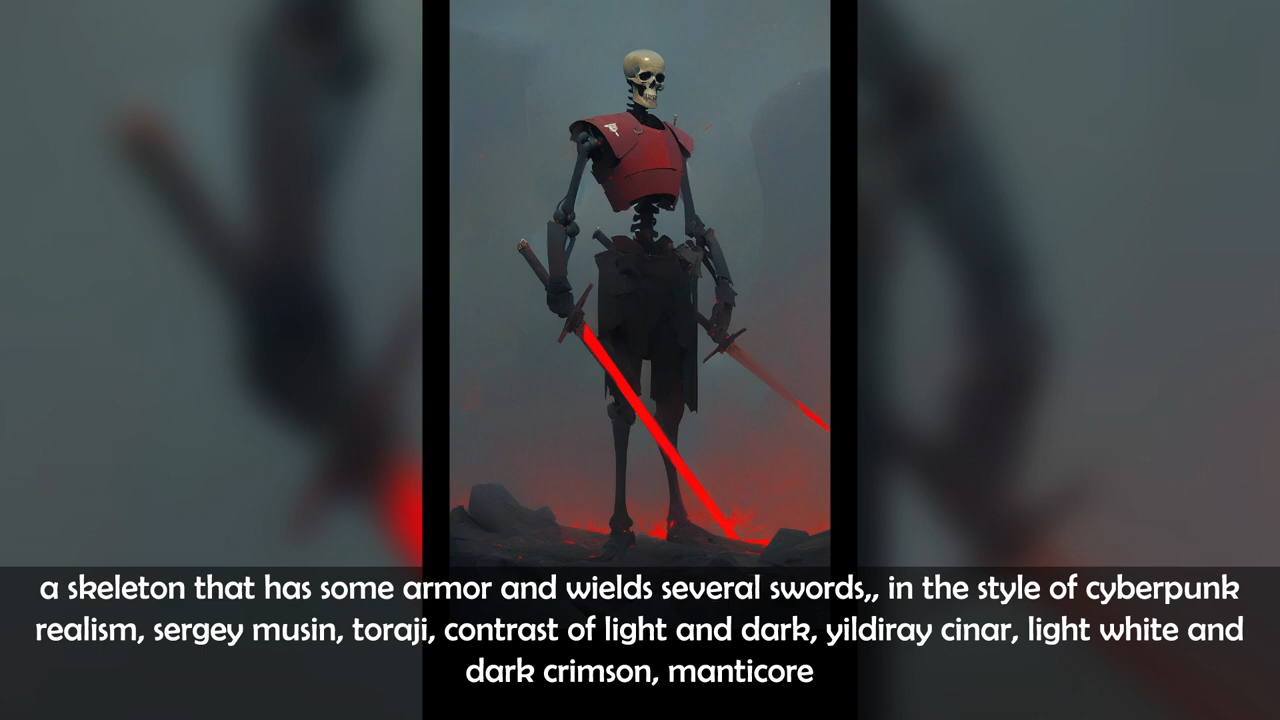 a skeleton that has some armor and wields several swords,, in the style of cyberpunk
realism, sergey musin, toraji, contrast of light and dark, yildiray cinar, light white and
dark crimson, manticore